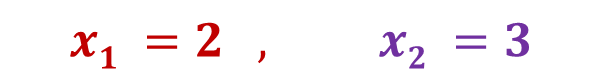 x₁ = 2 , x₂ = 3